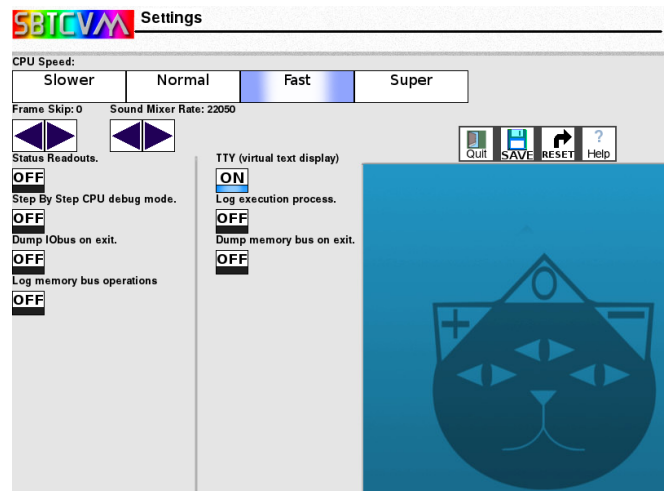 SBTCVM Settings
CPU Speed:
Slower Normal Fast Super
Frame Skip: 0 Sound Mixer Rate: 22050
Quit SAVE RESET ? Help
Status Readouts. TTY (virtual text display)
OFF ON
Step By Step CPU debug mode. Log execution process.
OFF OFF
Dump IObus on exit. Dump memory bus on exit.
OFF OFF
Log memory bus operations
OFF
+ 0 −